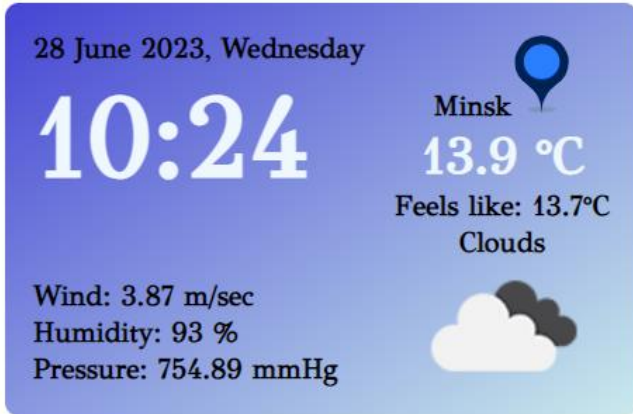 28 June 2023, Wednesday
10:24
Minsk
13.9 °C
Feels like: 13.7°C
Clouds
Wind: 3.87 m/sec
Humidity: 93 %
Pressure: 754.89 mmHg